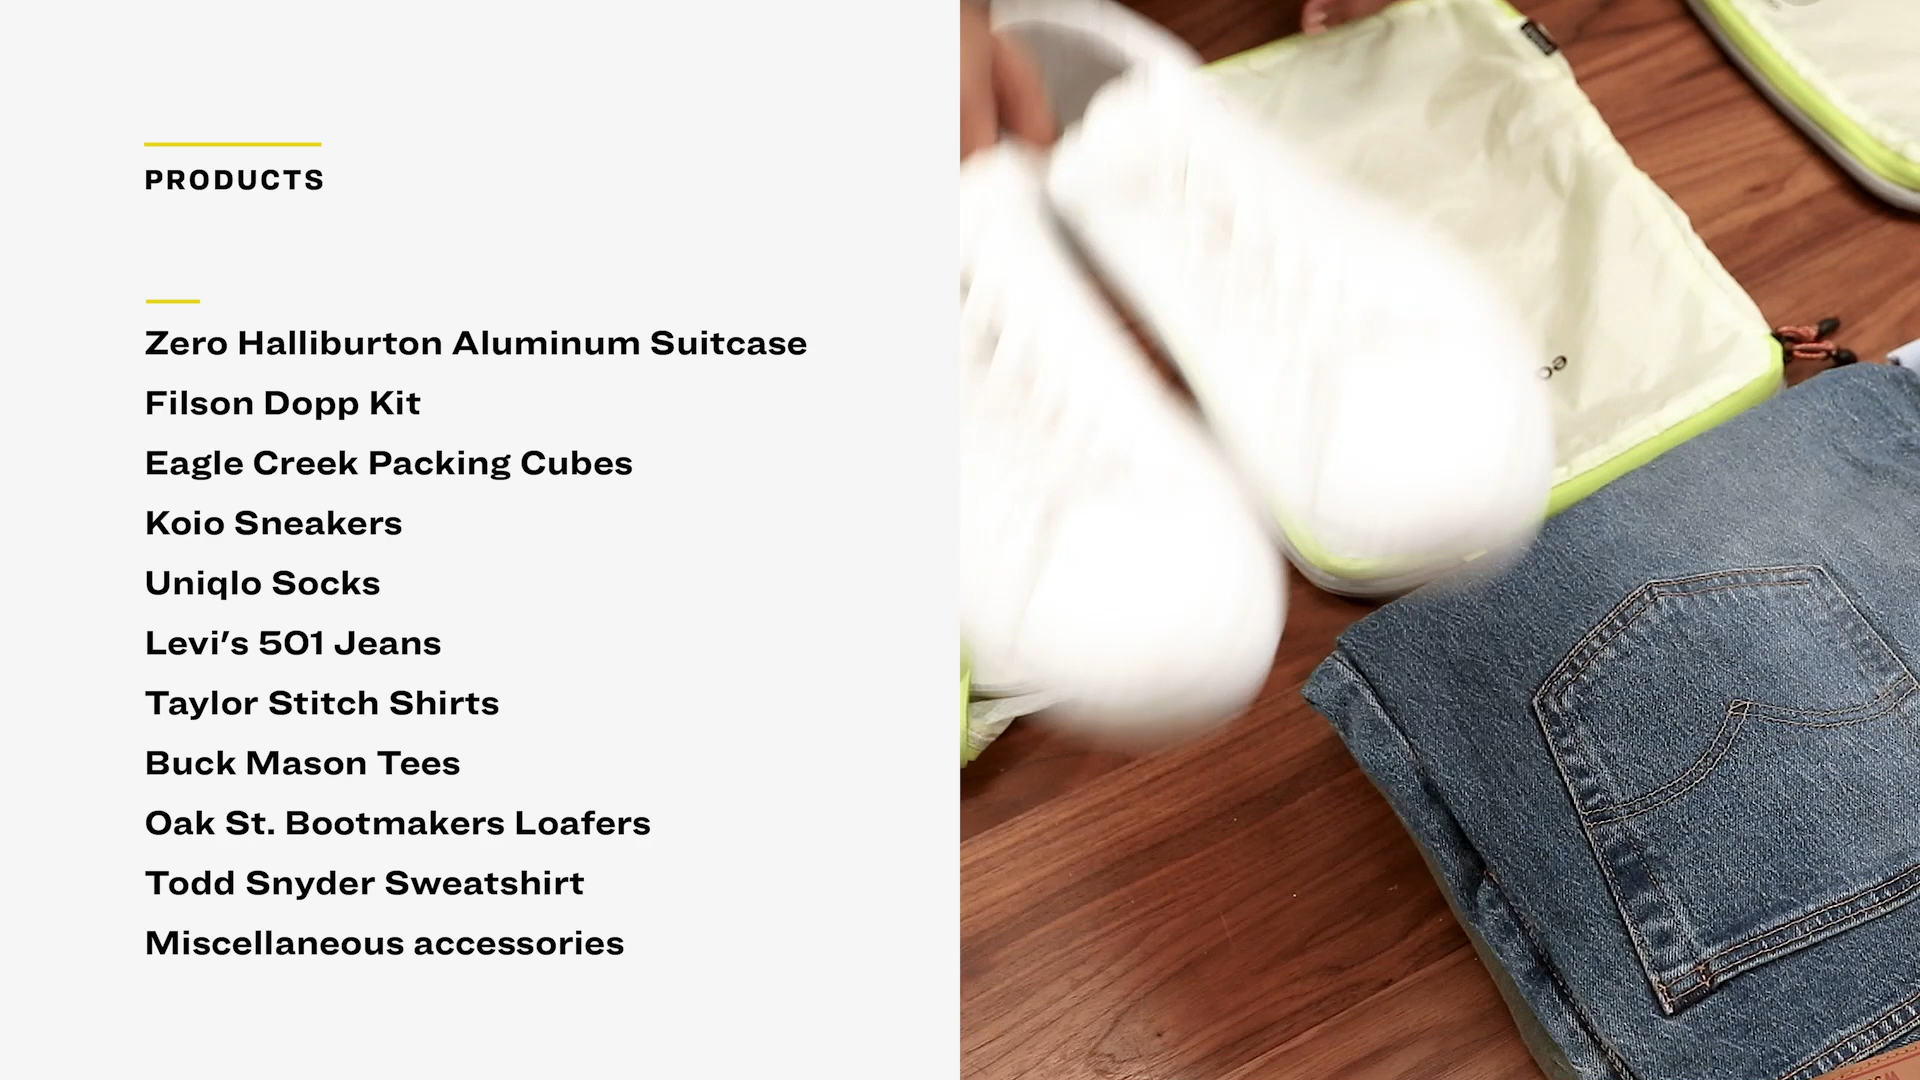 PRODUCTS
Zero Halliburton Aluminum Suitcase
Filson Dopp Kit
Eagle Creek Packing Cubes
Koio Sneakers
Uniqlo Socks
Levi’s 501 Jeans
Taylor Stitch Shirts
Buck Mason Tees
Oak St. Bootmakers Loafers
Todd Snyder Sweatshirt
Miscellaneous accessories